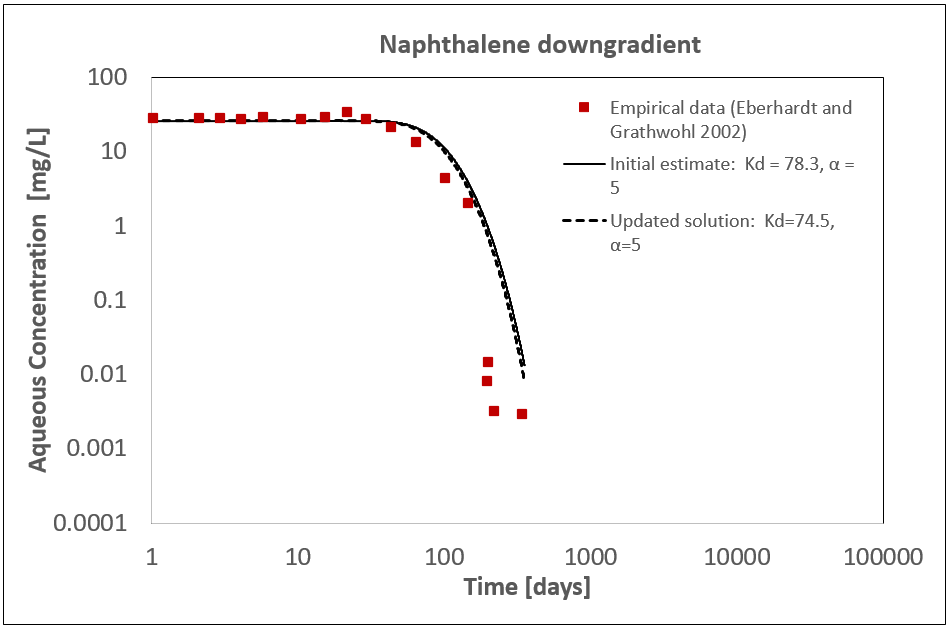 Naphthalene downgradient
100
10
1
0.1
0.01
0.001
0.0001
Aqueous Concentration [mg/L]
Empirical data (Eberhardt and
Grathwohl 2002)
Initial estimate: Kd = 78.3, α =
5
Updated solution: Kd=74.5,
α=5
1 10 100 1000 10000 100000
Time [days]